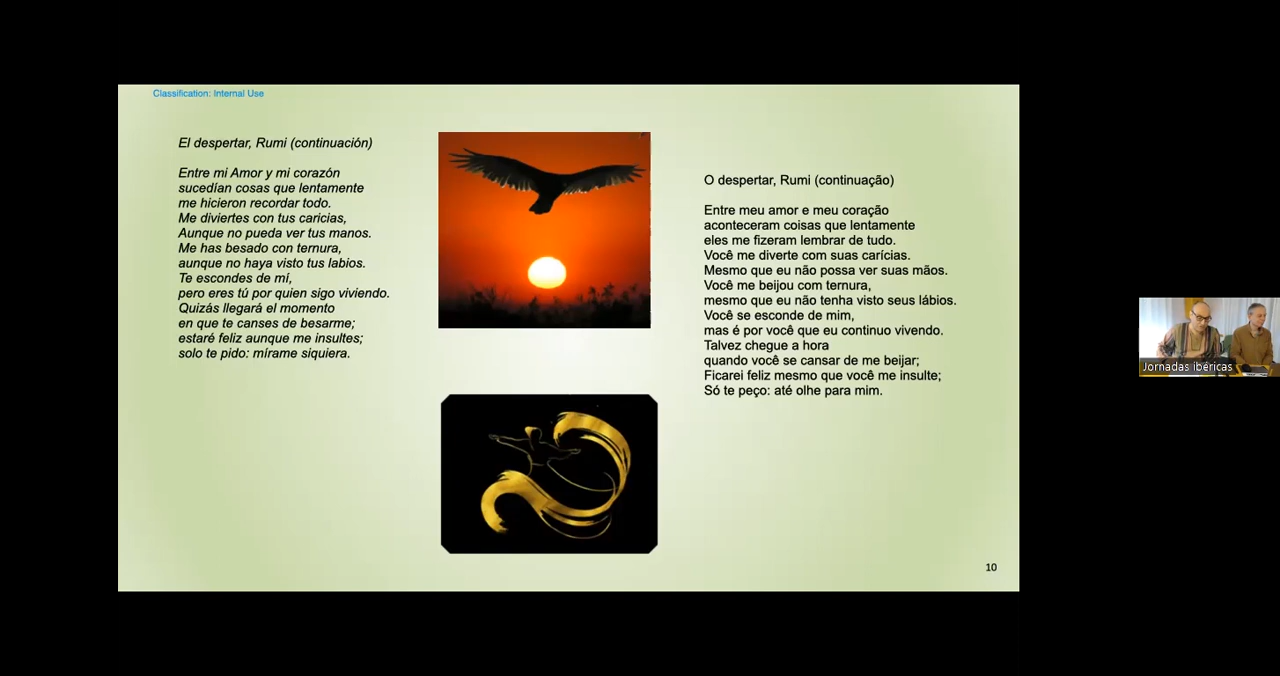 Classification: Internal Use
El despertar, Rumi (continuación)
Entre mi Amor y mi corazón
sucedían cosas que lentamente
me hicieron recordar todo.
Me diviertes con tus caricias,
Aunque no pueda ver tus manos.
Me has besado con ternura,
aunque no haya visto tus labios.
Te escondes de mí,
pero eres tú por quien sigo viviendo.
Quizás llegará el momento
en que te canses de besarme;
estaré feliz aunque me insultes;
solo te pido: mírame siquiera.
O despertar, Rumi (continuação)
Entre meu amor e meu coração
aconteceram coisas que lentamente
eles me fizeram lembrar de tudo.
Você me diverte com suas carícias.
Mesmo que eu não possa ver suas mãos.
Você me beijou com ternura,
mesmo que eu não tenha visto seus lábios.
Você se esconde de mim,
mas é por você que eu continuo vivendo.
Talvez chegue a hora
quando você se cansar de me beijar;
Ficarei feliz mesmo que você me insulte;
Só te peço: até olhe para mim.
10
Jornadas ibéricas